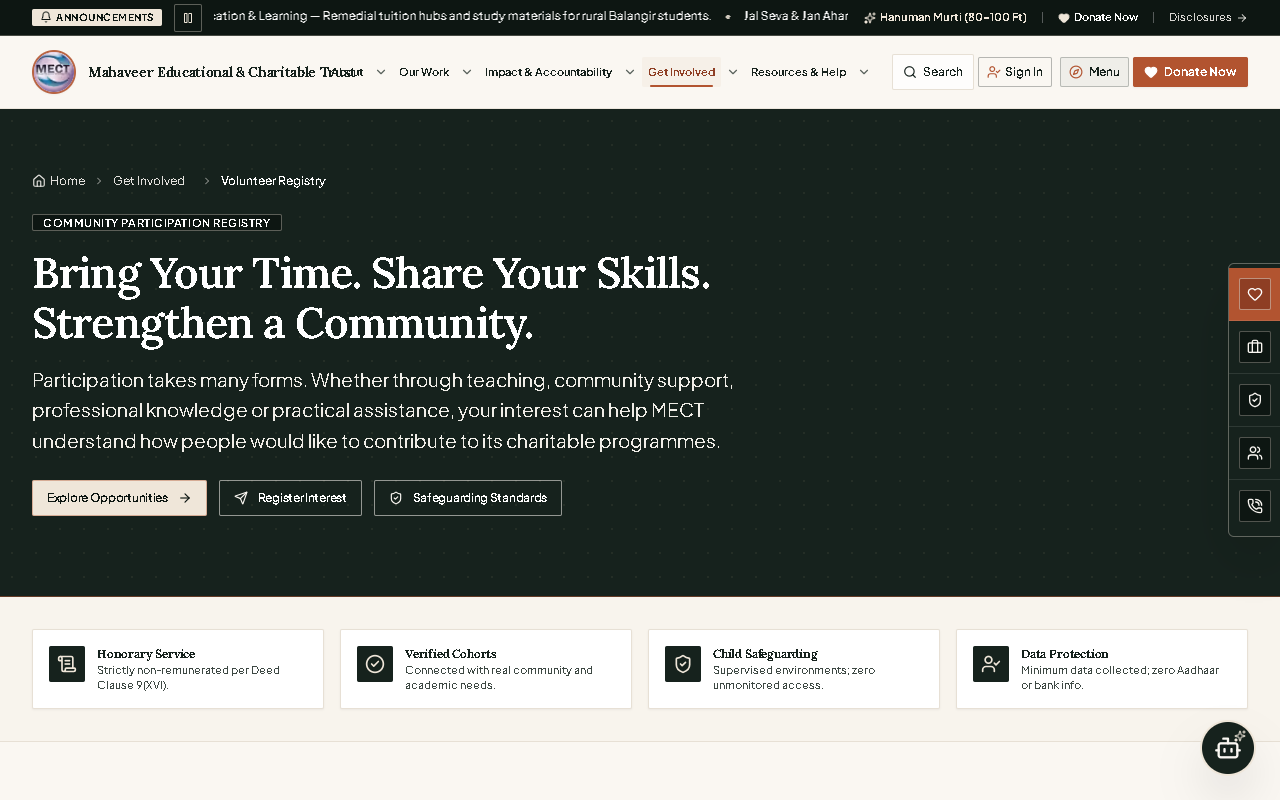 ANNOUNCEMENTS
& Learning — Remedial tuition hubs and study materials for rural Balangir students. • Jal Seva & Jan Ahar
Hanuman Murti (80–100 Ft)
Donate Now
Disclosures
MECT
Mahaveer Educational & Charitable Trust
About
Our Work
Impact & Accountability
Get Involved
Resources & Help
Search
Sign In
Menu
Donate Now
Home
Get Involved
Volunteer Registry
COMMUNITY PARTICIPATION REGISTRY
Bring Your Time. Share Your Skills.
Strengthen a Community.
Participation takes many forms. Whether through teaching, community support,
professional knowledge or practical assistance, your interest can help MECT
understand how people would like to contribute to its charitable programmes.
Explore Opportunities
Register Interest
Safeguarding Standards
Honorary Service
Strictly non-remunerated per Deed
Clause 9(XVI).
Verified Cohorts
Connected with real community and
academic needs.
Child Safeguarding
Supervised environments; zero
unmonitored access.
Data Protection
Minimum data collected; zero Aadhaar
or bank info.